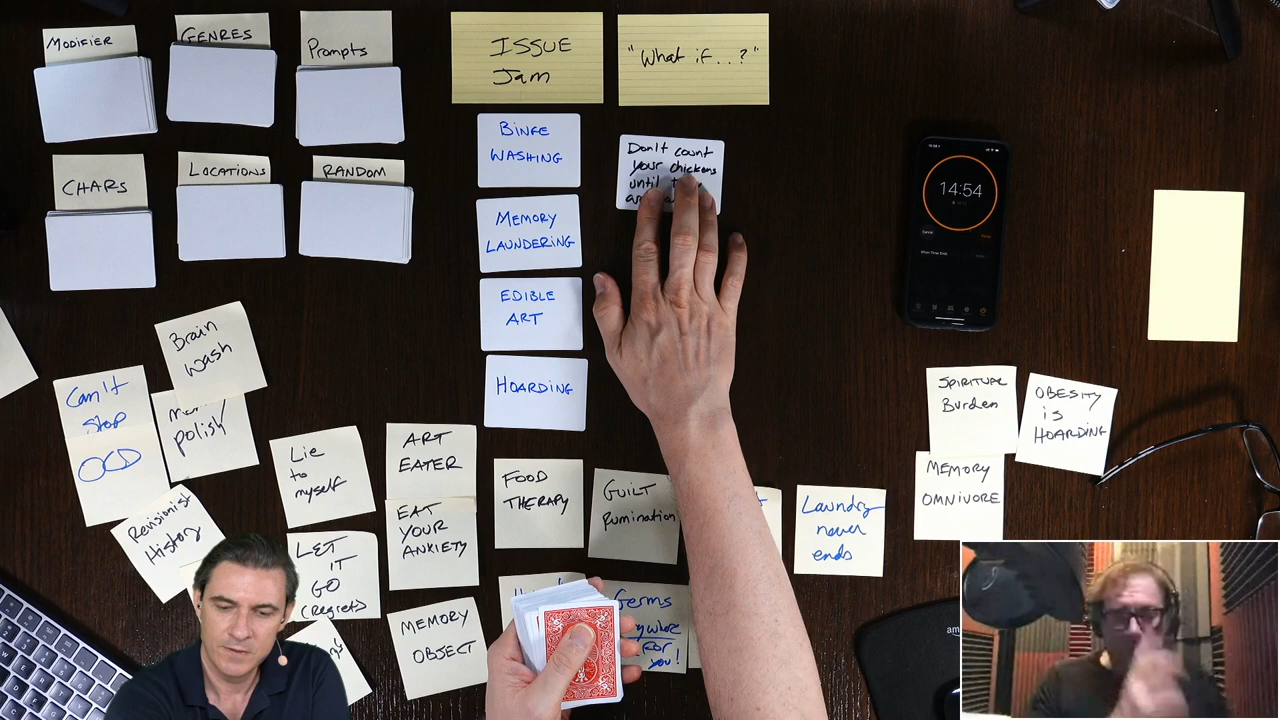 MODIFIER
GENRES
Prompts
CHARS
LOCATIONS
RANDOM
ISSUE
Jam
"What if..?"
BINGE
WASHING
MEMORY
LAUNDERING
EDIBLE
ART
HOARDING
Don't count
your chickens
until
14:54
Brain
wash
Can't
stop
OCD
polish
Revisionist
History
Lie
to
myself
LET
IT
GO
(regrets)
ART
EATER
EAT
YOUR
ANXIETY
MEMORY
OBJECT
FOOD
THERAPY
GUILT
Rumination
Germs
FOR
you!
Laundry
never
ends
SPIRITUAL
Burden
OBESITY
is
HOARDING
MEMORY
OMNIVORE